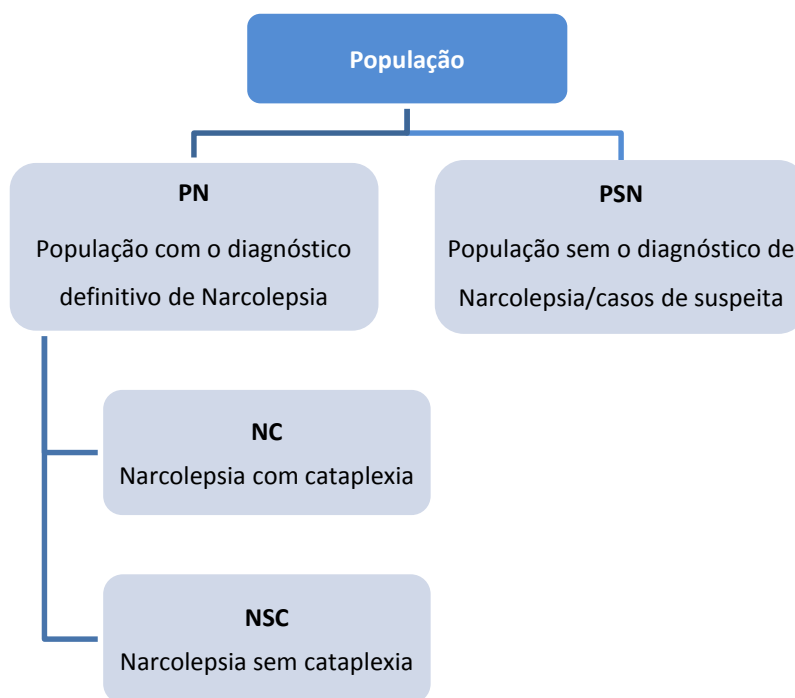 População
PN
População com o diagnóstico
definitivo de Narcolepsia
PSN
População sem o diagnóstico de
Narcolepsia/casos de suspeita
NC
Narcolepsia com cataplexia
NSC
Narcolepsia sem cataplexia